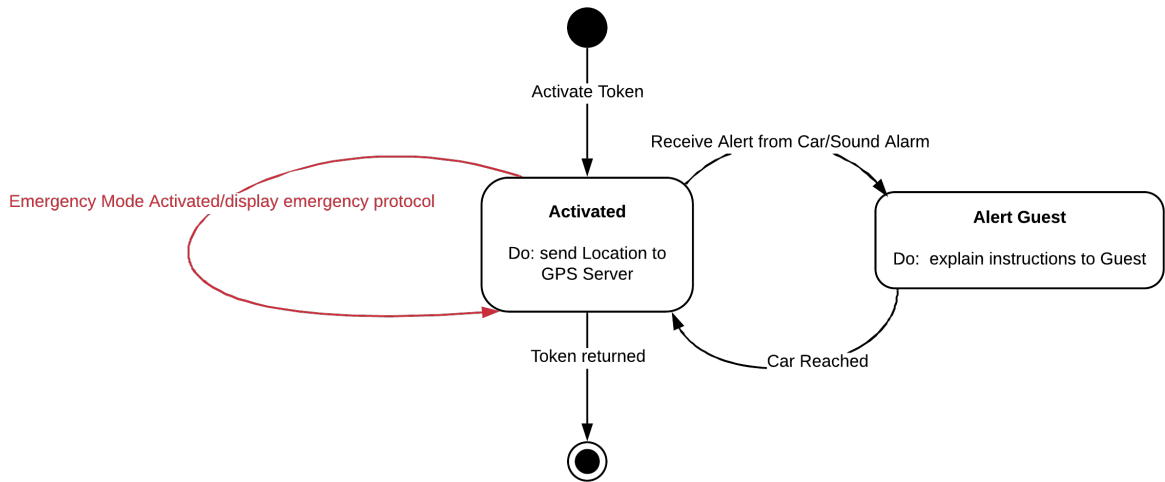 Activate Token
Receive Alert from Car/Sound Alarm
Emergency Mode Activated/display emergency protocol
Activated
Do: send Location to
GPS Server
Alert Guest
Do:  explain instructions to Guest
Token returned
Car Reached